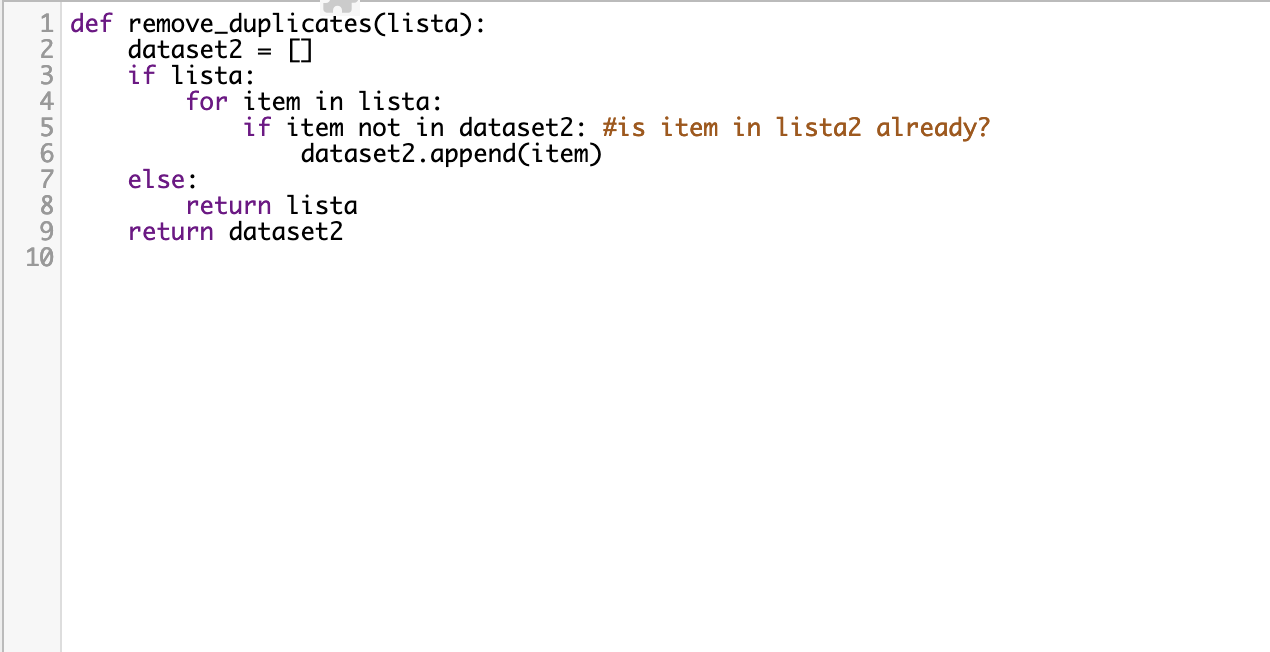 1 def remove_duplicates(lista):
2     dataset2 = []
3     if lista:
4         for item in lista:
5             if item not in dataset2: #is item in lista2 already?
6                 dataset2.append(item)
7     else:
8         return lista
9     return dataset2
10